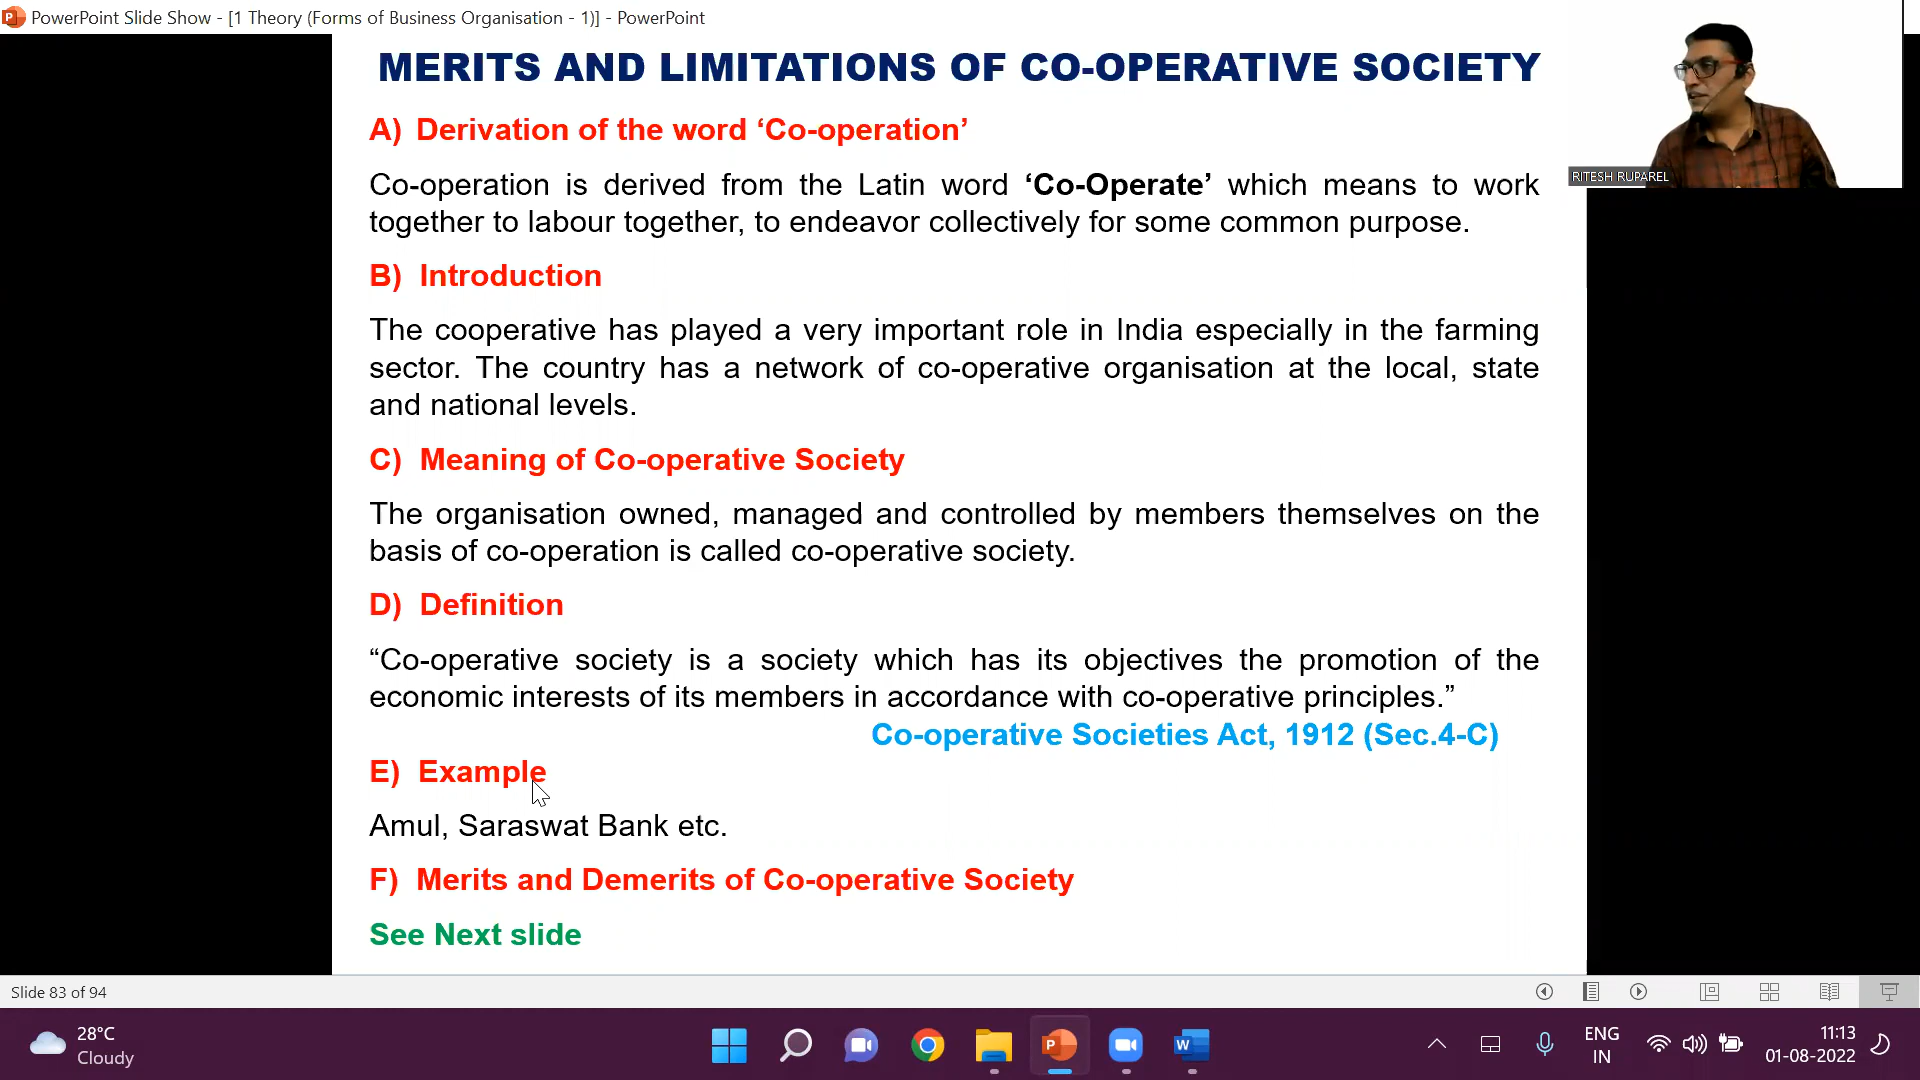 PowerPoint Slide Show - [1 Theory (Forms of Business Organisation - 1)] - PowerPoint
MERITS AND LIMITATIONS OF CO-OPERATIVE SOCIETY
A) Derivation of the word ‘Co-operation’
RITESH RUPAREL
Co-operation is derived from the Latin word ‘Co-Operate’ which means to work
together to labour together, to endeavor collectively for some common purpose.
B) Introduction
The cooperative has played a very important role in India especially in the farming
sector. The country has a network of co-operative organisation at the local, state
and national levels.
C) Meaning of Co-operative Society
The organisation owned, managed and controlled by members themselves on the
basis of co-operation is called co-operative society.
D) Definition
“Co-operative society is a society which has its objectives the promotion of the
economic interests of its members in accordance with co-operative principles.”
Co-operative Societies Act, 1912 (Sec.4-C)
E) Example
Amul, Saraswat Bank etc.
F) Merits and Demerits of Co-operative Society
See Next slide
Slide 83 of 94
28°C
Cloudy
ENG
IN
11:13
01-08-2022